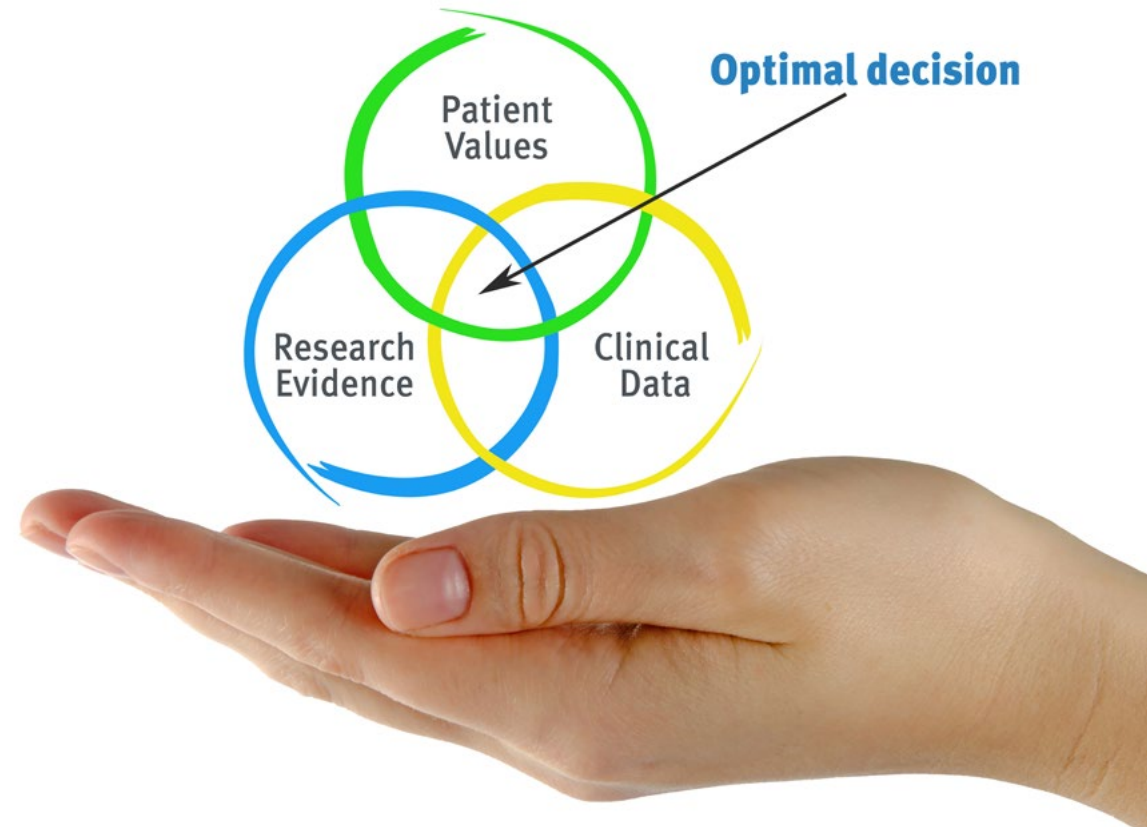 Optimal decision
Patient
Values
Research
Evidence
Clinical
Data